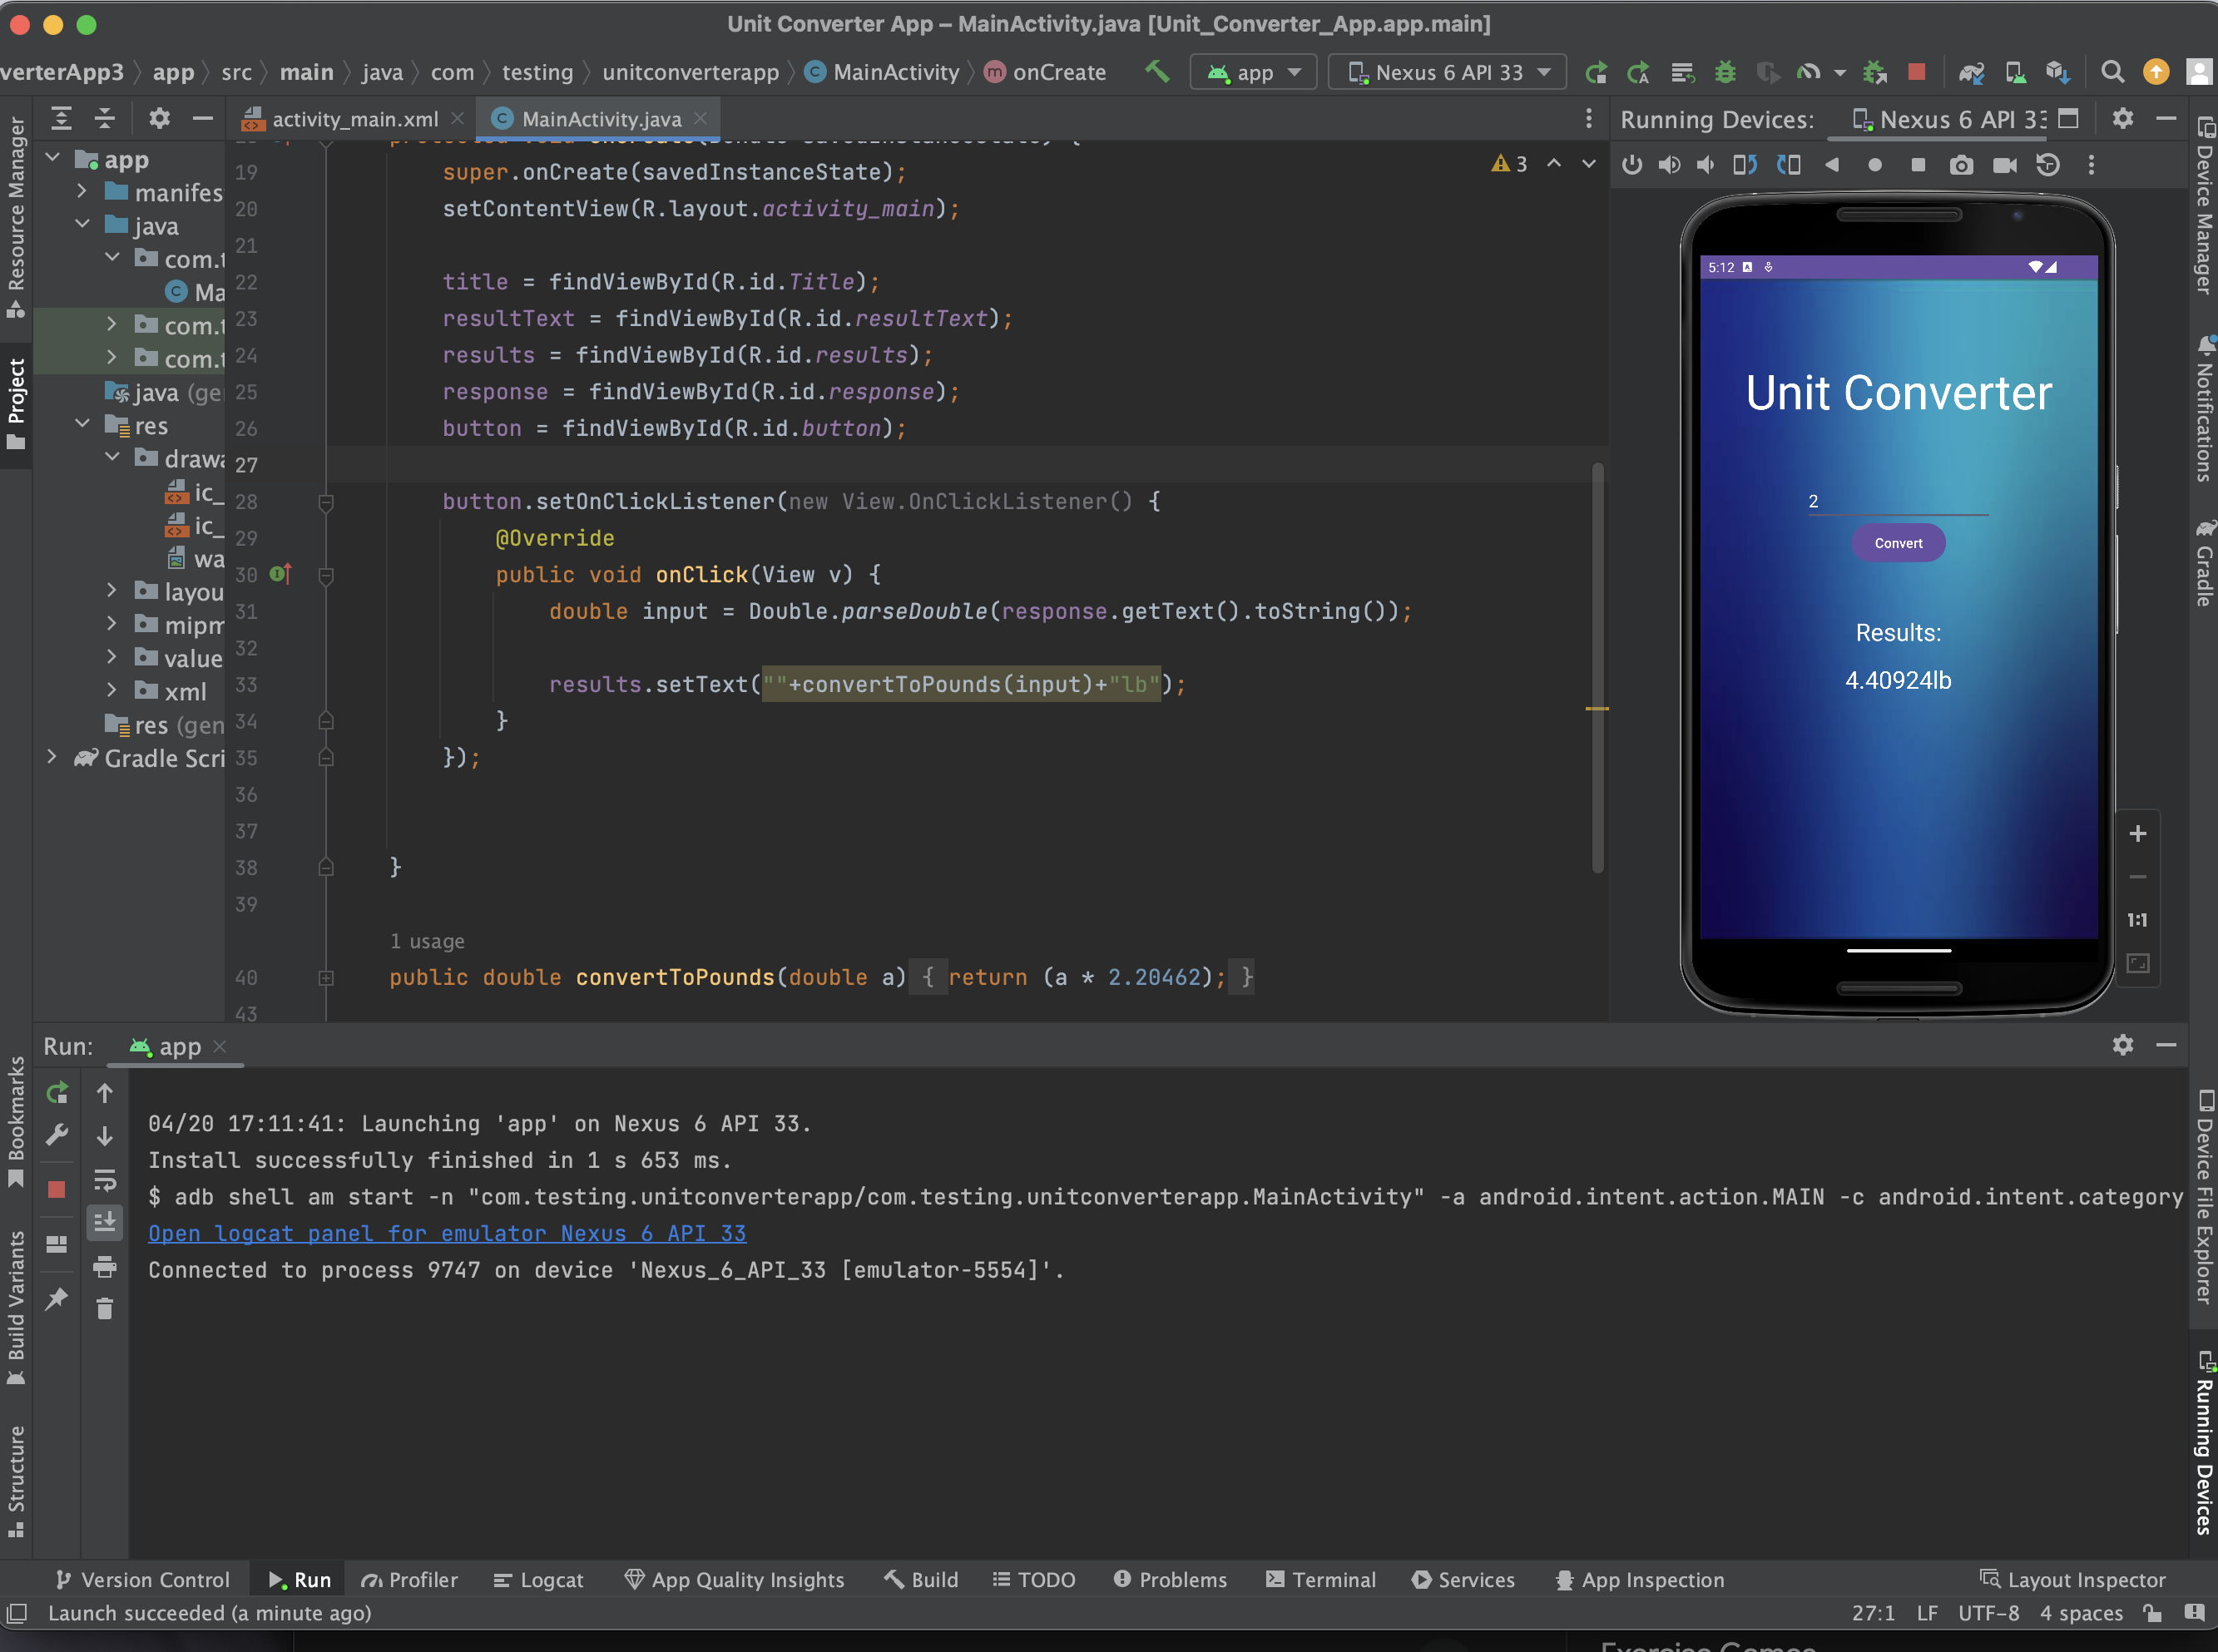 Unit Converter App – MainActivity.java [Unit_Converter_App.app.main]
verterApp3 app src main java com testing unitconverterapp MainActivity onCreate app Nexus 6 API 33
activity_main.xml MainActivity.java
Running Devices: Nexus 6 API 33
Resource Manager
Project
Bookmarks
Build Variants
Structure
app
manifes
java
com.t
Ma
com.t
com.t
java (ge
res
drawa
ic_
ic_
wa
layou
mipm
value
xml
res (gen
Gradle Scri
3
19 super.onCreate(savedInstanceState);
20 setContentView(R.layout.activity_main);
21
22 title = findViewById(R.id.Title);
23 resultText = findViewById(R.id.resultText);
24 results = findViewById(R.id.results);
25 response = findViewById(R.id.response);
26 button = findViewById(R.id.button);
27
28 button.setOnClickListener(new View.OnClickListener() {
29 @Override
30 public void onClick(View v) {
31 double input = Double.parseDouble(response.getText().toString());
32
33 results.setText(""+convertToPounds(input)+"lb");
34 }
35 });
36
37
38 }
39
1 usage
40 public double convertToPounds(double a) { return (a * 2.20462); }
43
5:12
Unit Converter
2
Convert
Results:
4.40924lb
1:1
Device Manager
Notifications
Gradle
Device File Explorer
Running Devices
Run: app
04/20 17:11:41: Launching 'app' on Nexus 6 API 33.
Install successfully finished in 1 s 653 ms.
$ adb shell am start -n "com.testing.unitconverterapp/com.testing.unitconverterapp.MainActivity" -a android.intent.action.MAIN -c android.intent.category
Open logcat panel for emulator Nexus 6 API 33
Connected to process 9747 on device 'Nexus_6_API_33 [emulator-5554]'.
Version Control Run Profiler Logcat App Quality Insights Build TODO Problems Terminal Services App Inspection Layout Inspector
Launch succeeded (a minute ago) 27:1 LF UTF-8 4 spaces